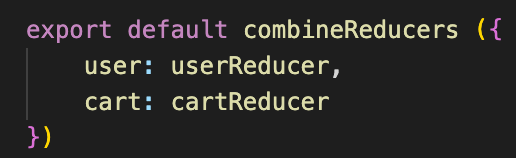 export default combineReducers ({
    user: userReducer,
    cart: cartReducer
})